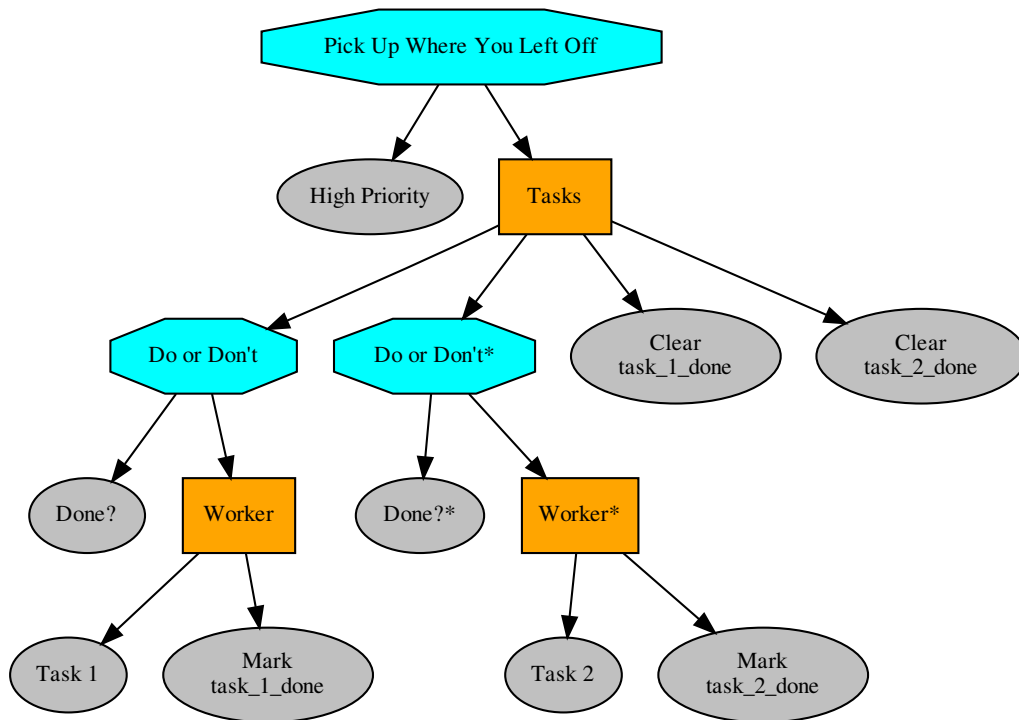 Pick Up Where You Left Off
High Priority
Tasks
Do or Don't
Do or Don't*
Clear
task_1_done
Clear
task_2_done
Done?
Worker
Done?*
Worker*
Task 1
Mark
task_1_done
Task 2
Mark
task_2_done